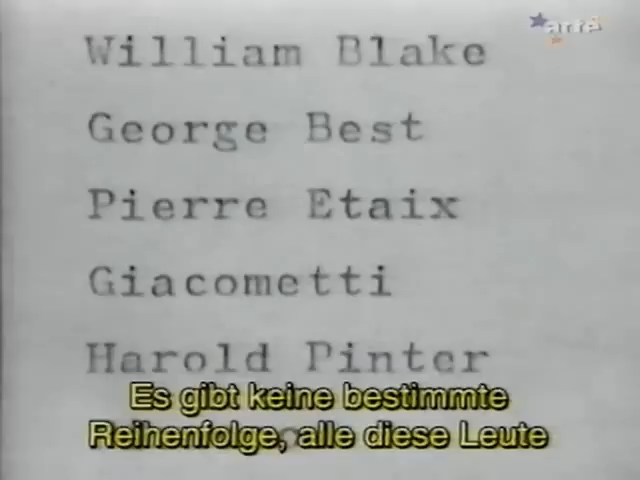 arte
William Blake
George Best
Pierre Etaix
Giacometti
Harold Pinter
Es gibt keine bestimmte
Reihenfolge, alle diese Leute